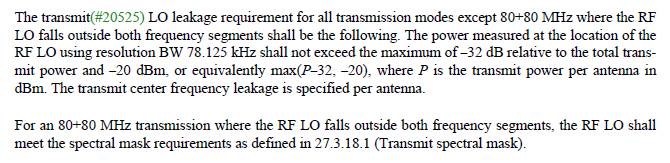 The transmit(#20525) LO leakage requirement for all transmission modes except 80+80 MHz where the RF
LO falls outside both frequency segments shall be the following. The power measured at the location of the
RF LO using resolution BW 78.125 kHz shall not exceed the maximum of –32 dB relative to the total trans-
mit power and –20 dBm, or equivalently max(P–32, –20), where P is the transmit power per antenna in
dBm. The transmit center frequency leakage is specified per antenna.
For an 80+80 MHz transmission where the RF LO falls outside both frequency segments, the RF LO shall
meet the spectral mask requirements as defined in 27.3.18.1 (Transmit spectral mask).